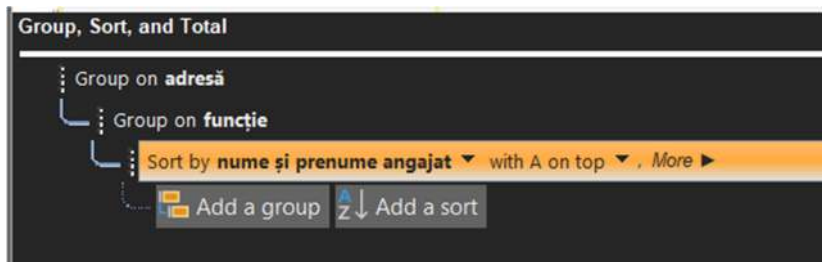 Group, Sort, and Total
Group on adresă
Group on funcție
Sort by nume și prenume angajat ▼ with A on top ▼ , More ►
Add a group A Z↓ Add a sort